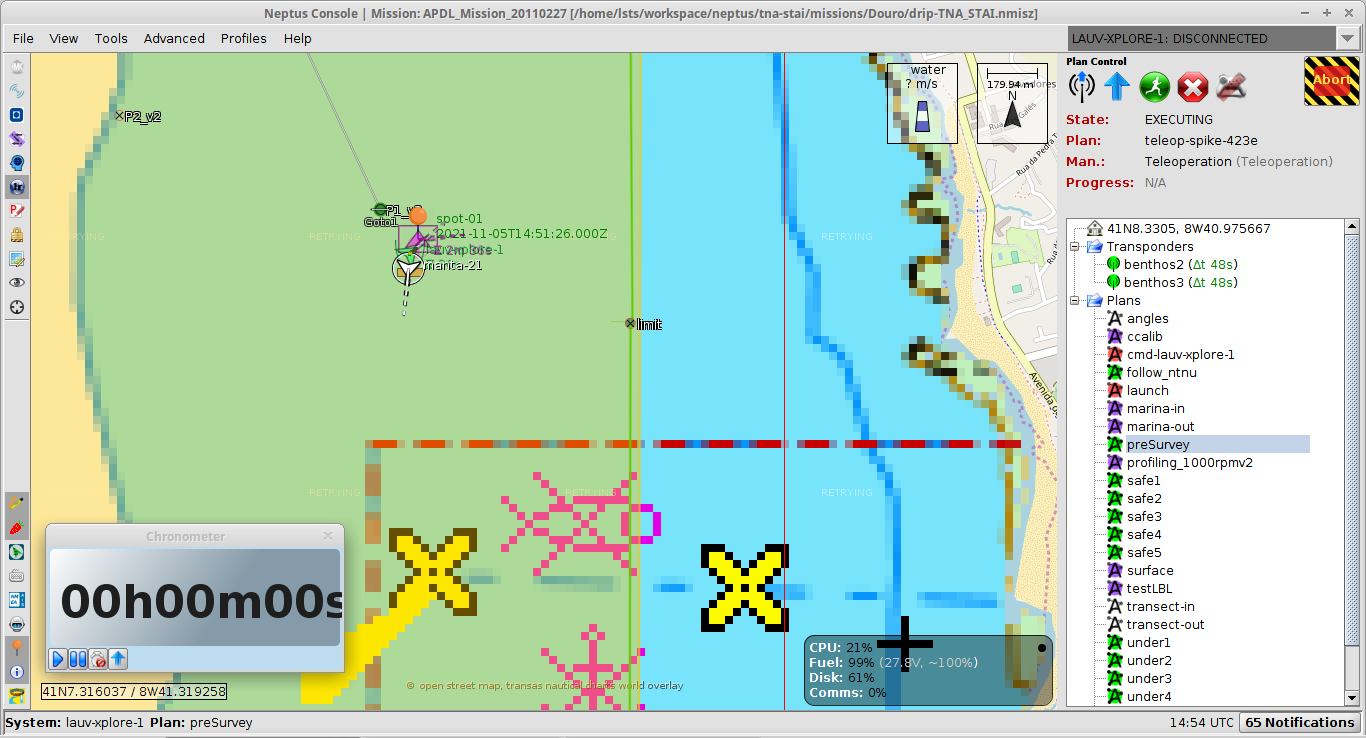 Neptus Console | Mission: APDL_Mission_20110227 [/home/lsts/workspace/neptus/tna-stai/missions/Douro/drip-TNA_STAI.nmisz]
File View Tools Advanced Profiles Help
LAUV-XPLORE-1: DISCONNECTED
Plan Control
Abort
State: EXECUTING
Plan: teleop-spike-423e
Man.: Teleoperation (Teleoperation)
Progress: N/A
water
? m/s
179.94 m
N
Rua da Pedra
Avenida d
P2_v2
P1_v
Goto1
spot-01
2021-11-05T14:51:26.000Z
manta-21
RETRYING
RETRYING
limit
RETRYING
RETRYING
RETRYING
41N8.3305, 8W40.975667
Transponders
benthos2 (Δt 48s)
benthos3 (Δt 48s)
Plans
angles
ccalib
cmd-lauv-xplore-1
follow_ntnu
launch
marina-in
marina-out
preSurvey
profiling_1000rpmv2
safe1
safe2
safe3
safe4
safe5
surface
testLBL
transect-in
transect-out
under1
under2
under3
under4
Chronometer
00h00m00s
41N7.316037 / 8W41.319258
CPU: 21%
Fuel: 99% (27.8V, ~100%)
Disk: 61%
Comms: 0%
© open street map, transas nautical charts world overlay
System: lauv-xplore-1 Plan: preSurvey
14:54 UTC
65 Notifications